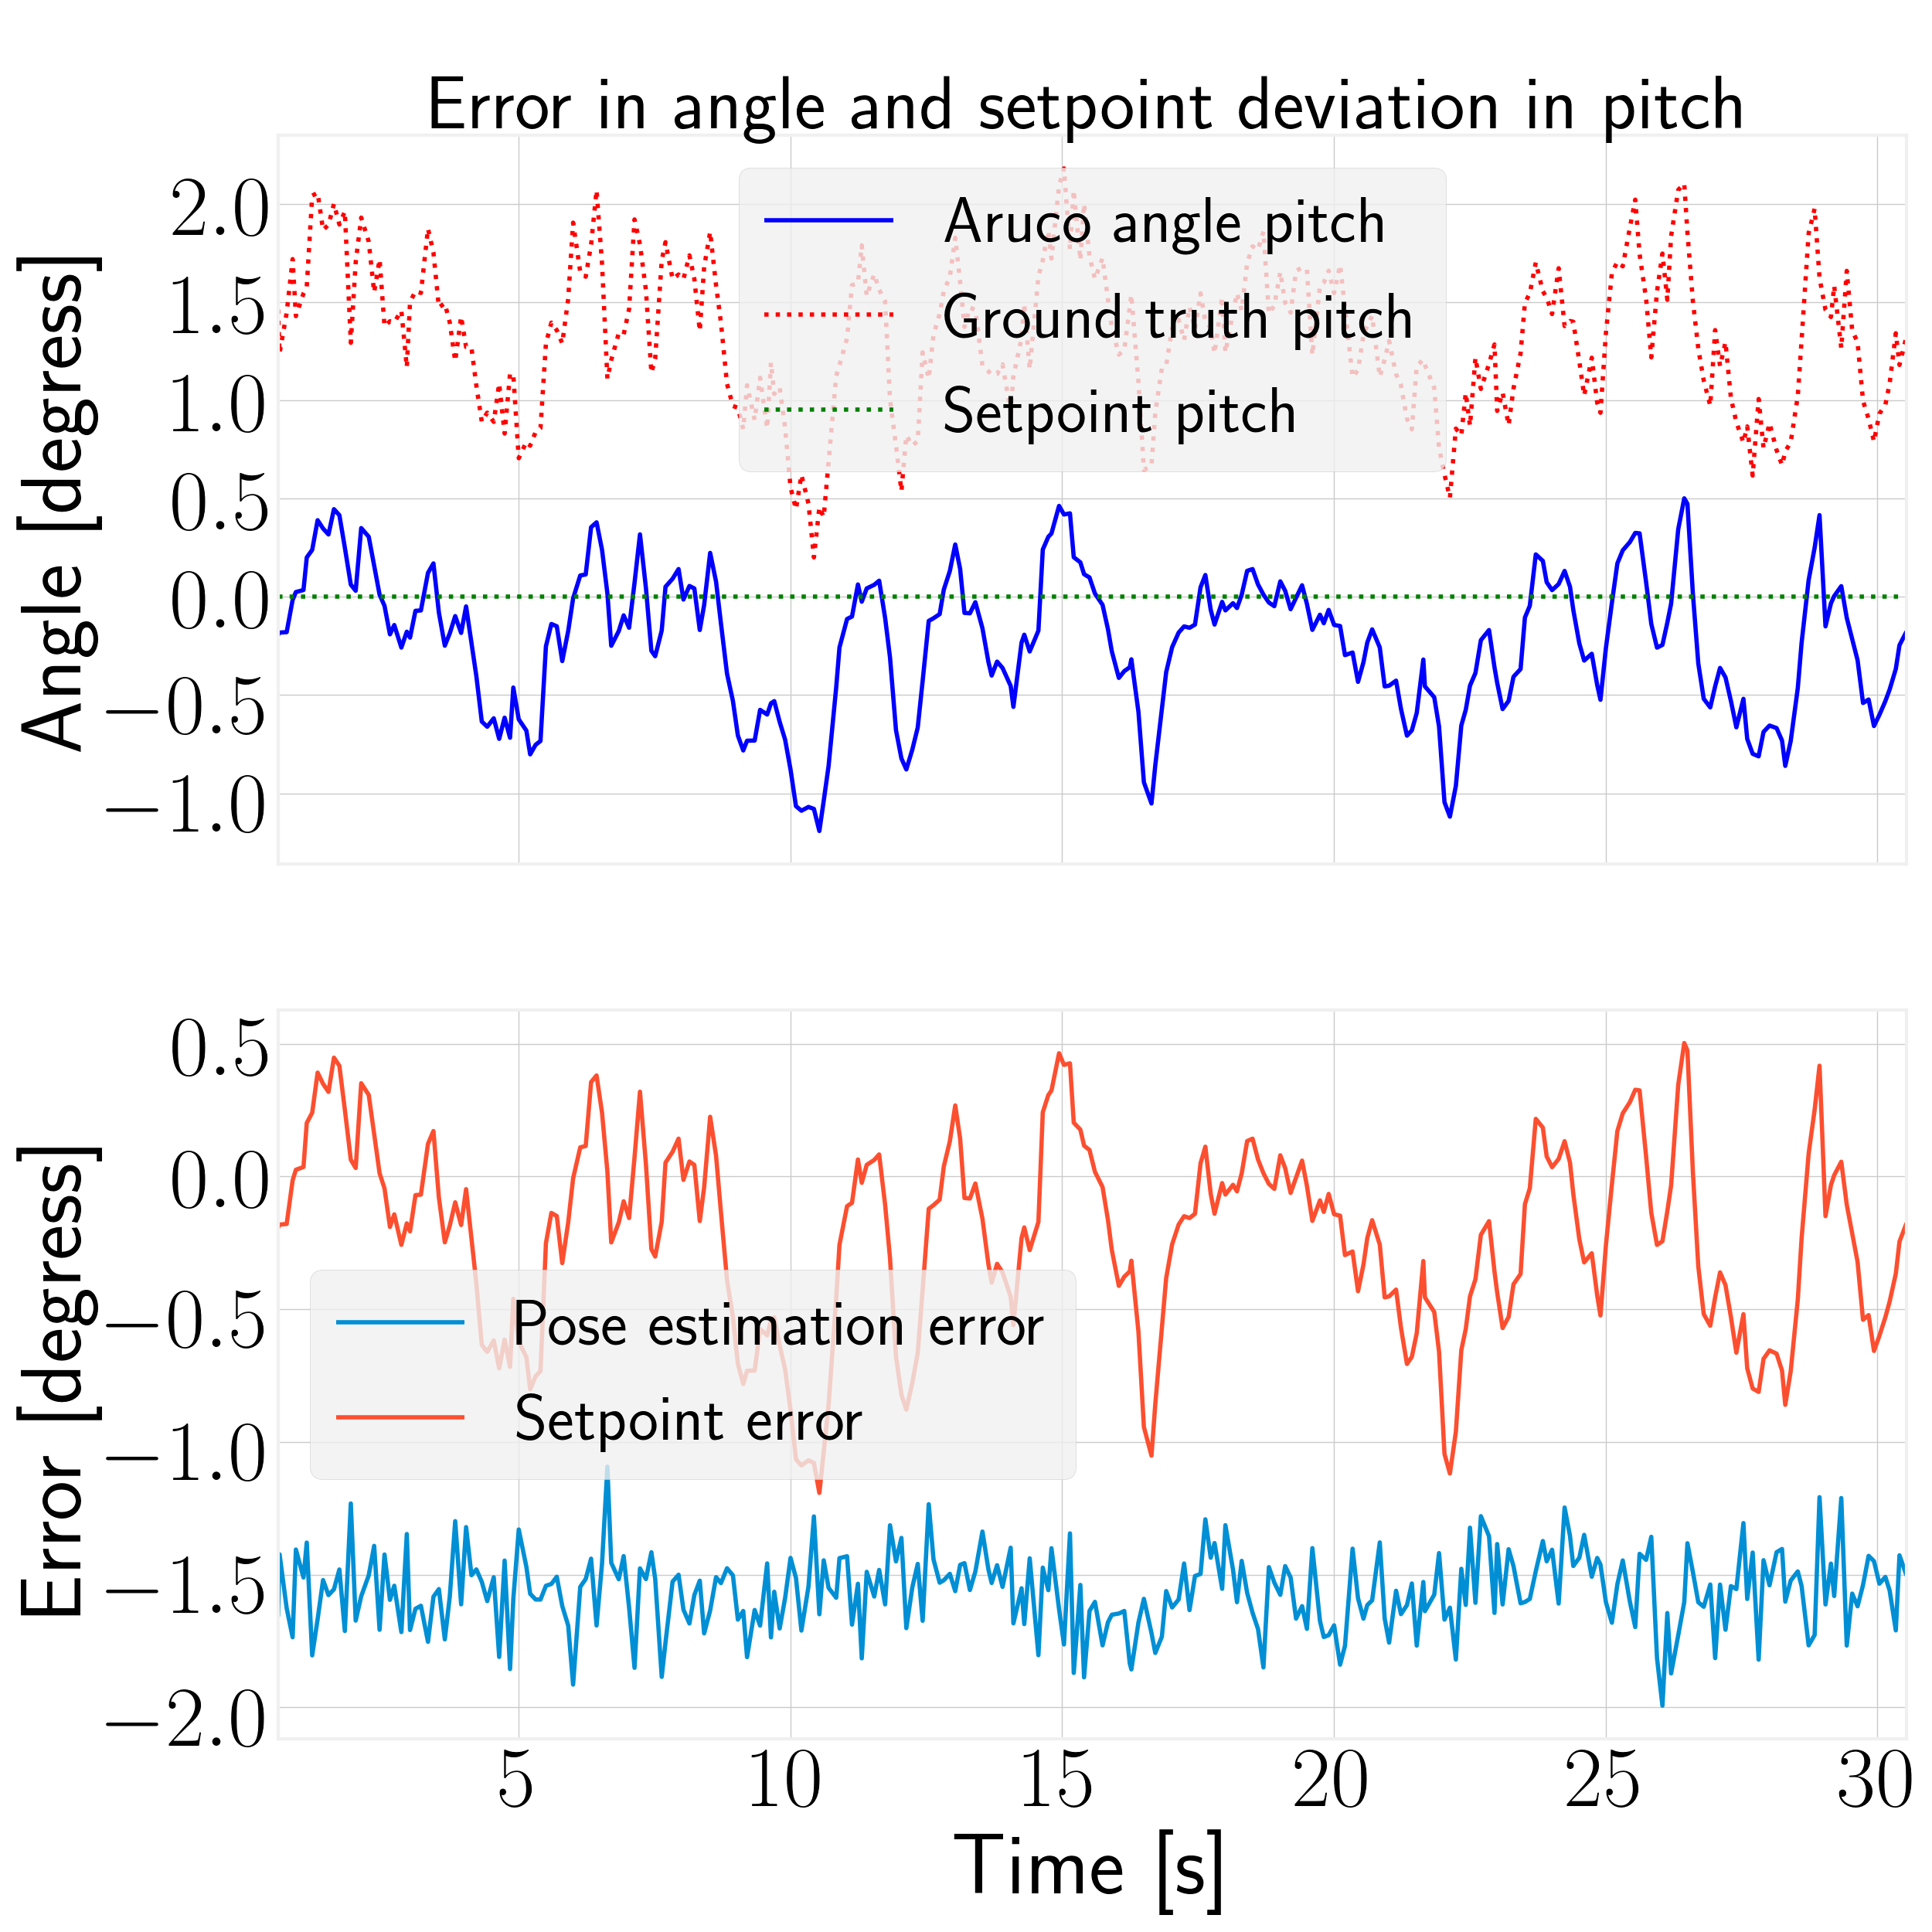 Error in angle and setpoint deviation in pitch
Angle [degress]
2.0
1.5
1.0
0.5
0.0
−0.5
−1.0
Aruco angle pitch
Ground truth pitch
Setpoint pitch
Error [degress]
0.5
0.0
−0.5
−1.0
−1.5
−2.0
Pose estimation error
Setpoint error
5 10 15 20 25 30
Time [s]